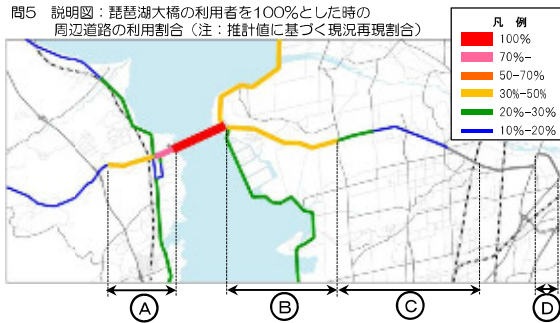 問5 説明図：琵琶湖大橋の利用者を100％とした時の
周辺道路の利用割合（注：推計値に基づく現況再現割合）
凡 例
100%
70%-
50-70%
30%-50%
20%-30%
10%-20%
A
B
C
D